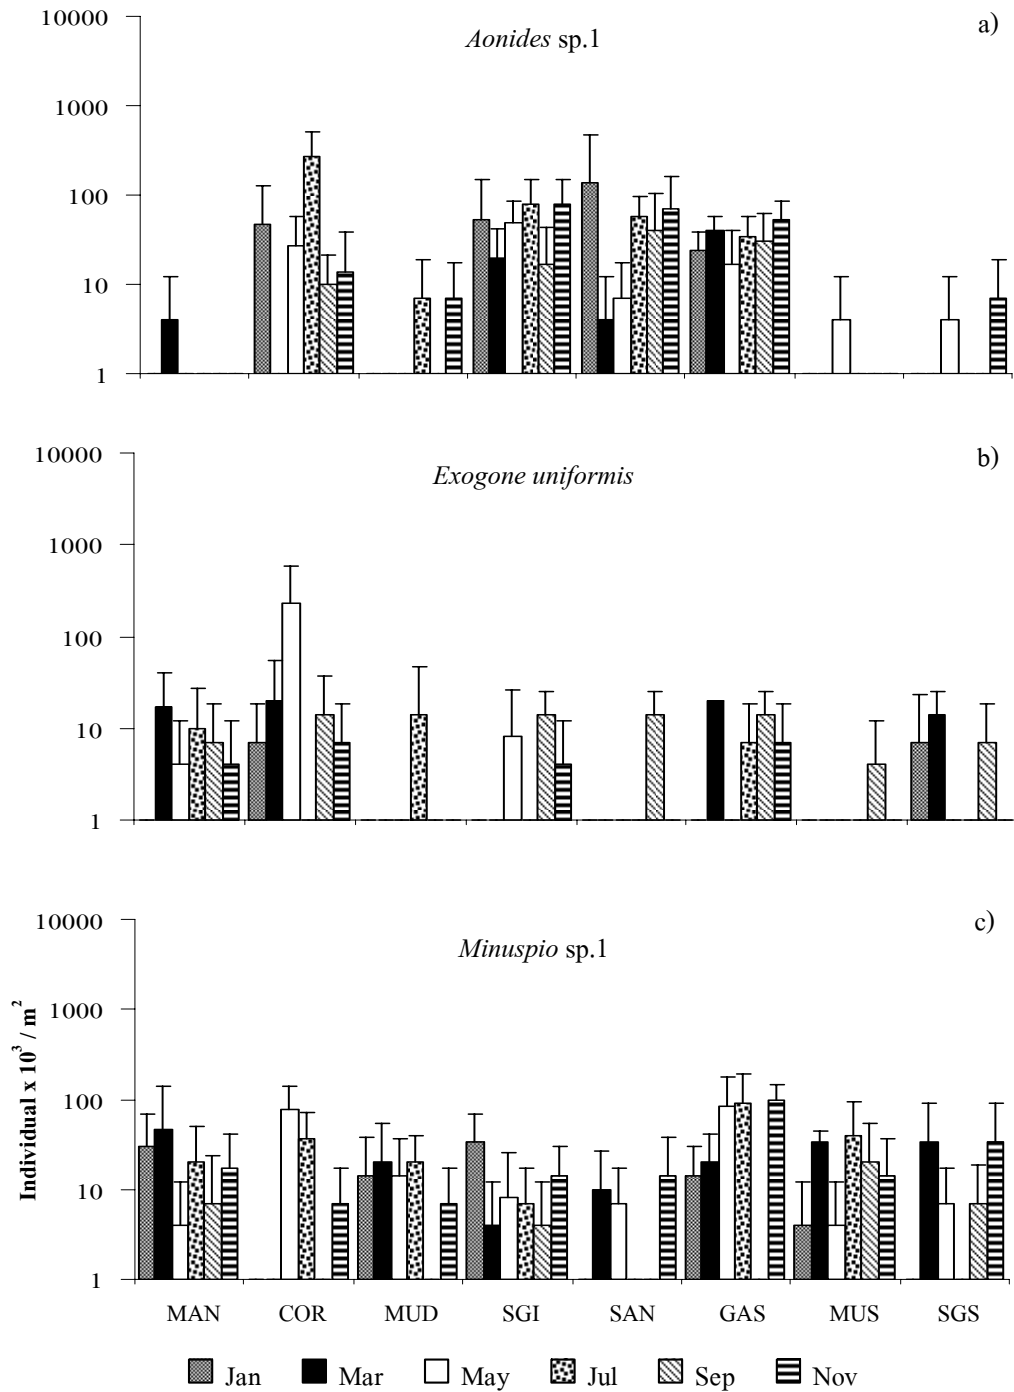 10000
a)
Aonides sp.1
1000
100
10
1
10000
b)
Exogone uniformis
1000
100
10
1
10000
c)
Minuspio sp.1
1000
100
10
1
Individual x 10³ / m²
MAN COR MUD SGI SAN GAS MUS SGS
Jan Mar May Jul Sep Nov